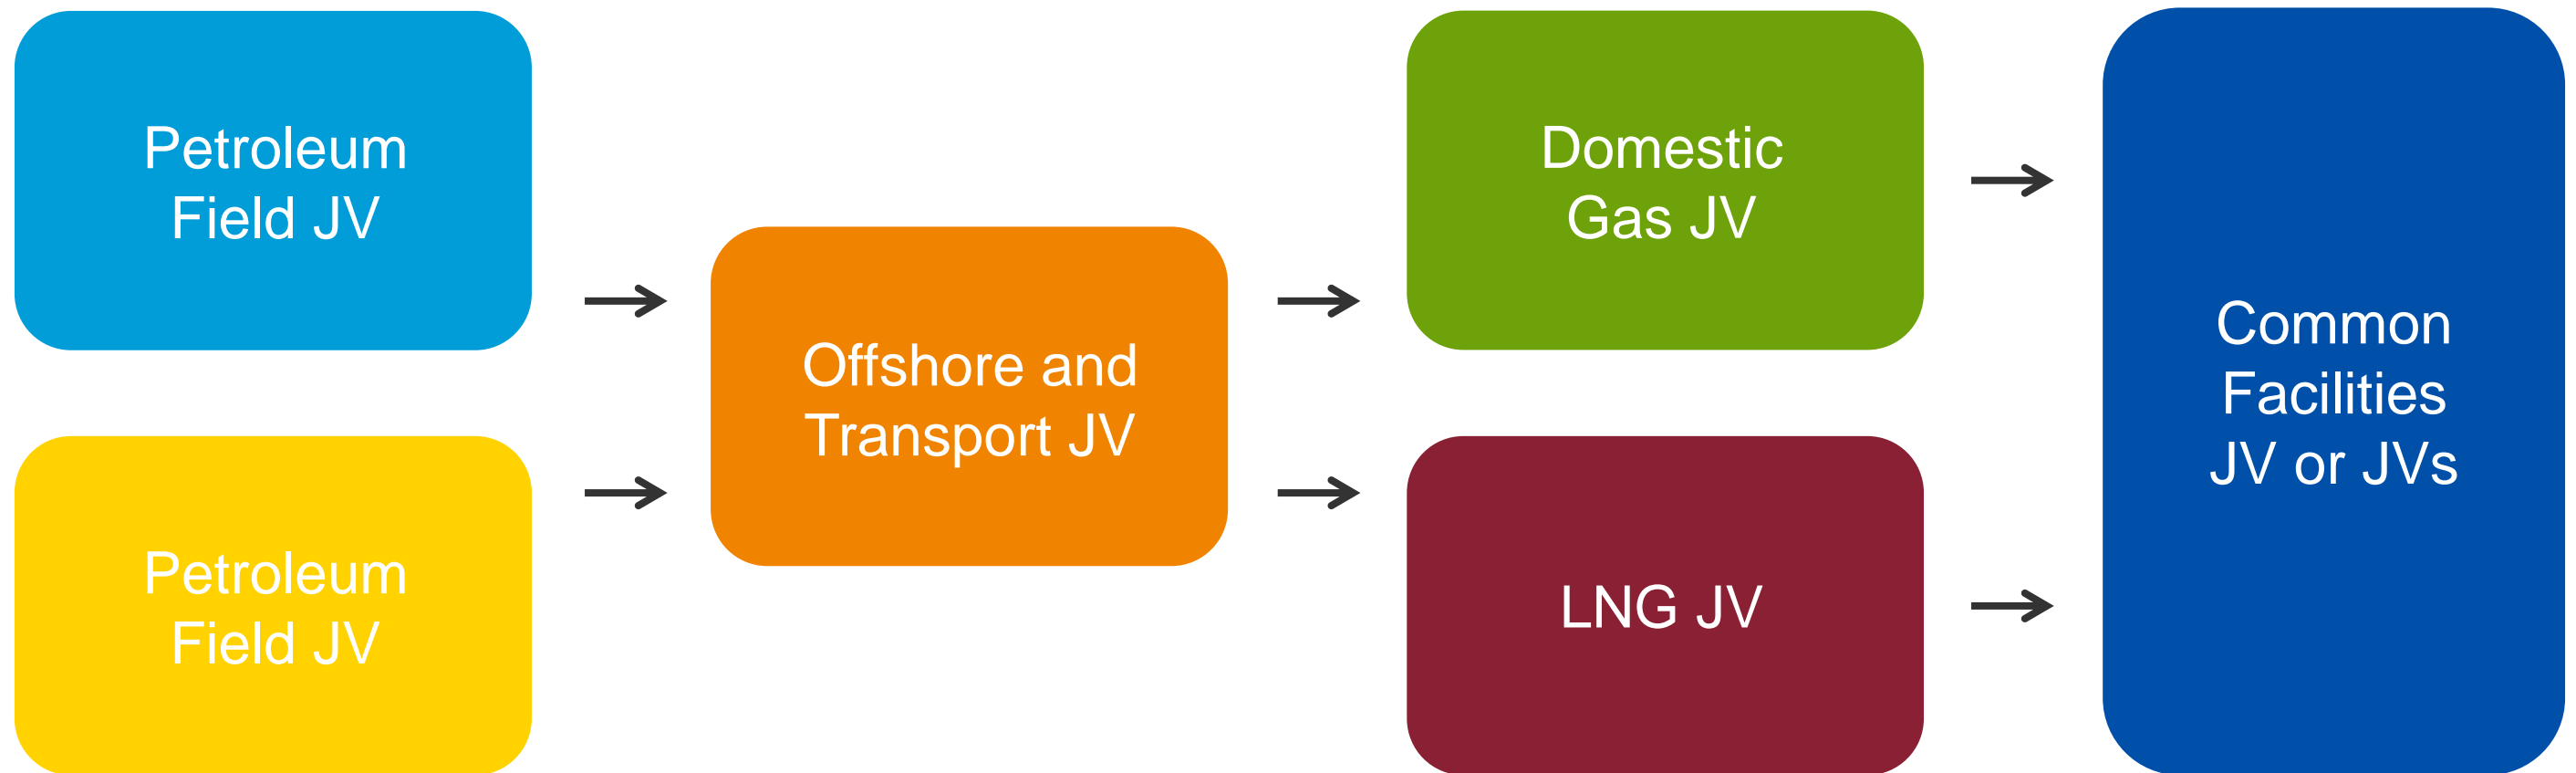 Petroleum
Field JV
Petroleum
Field JV
Offshore and
Transport JV
Domestic
Gas JV
LNG JV
Common
Facilities
JV or JVs